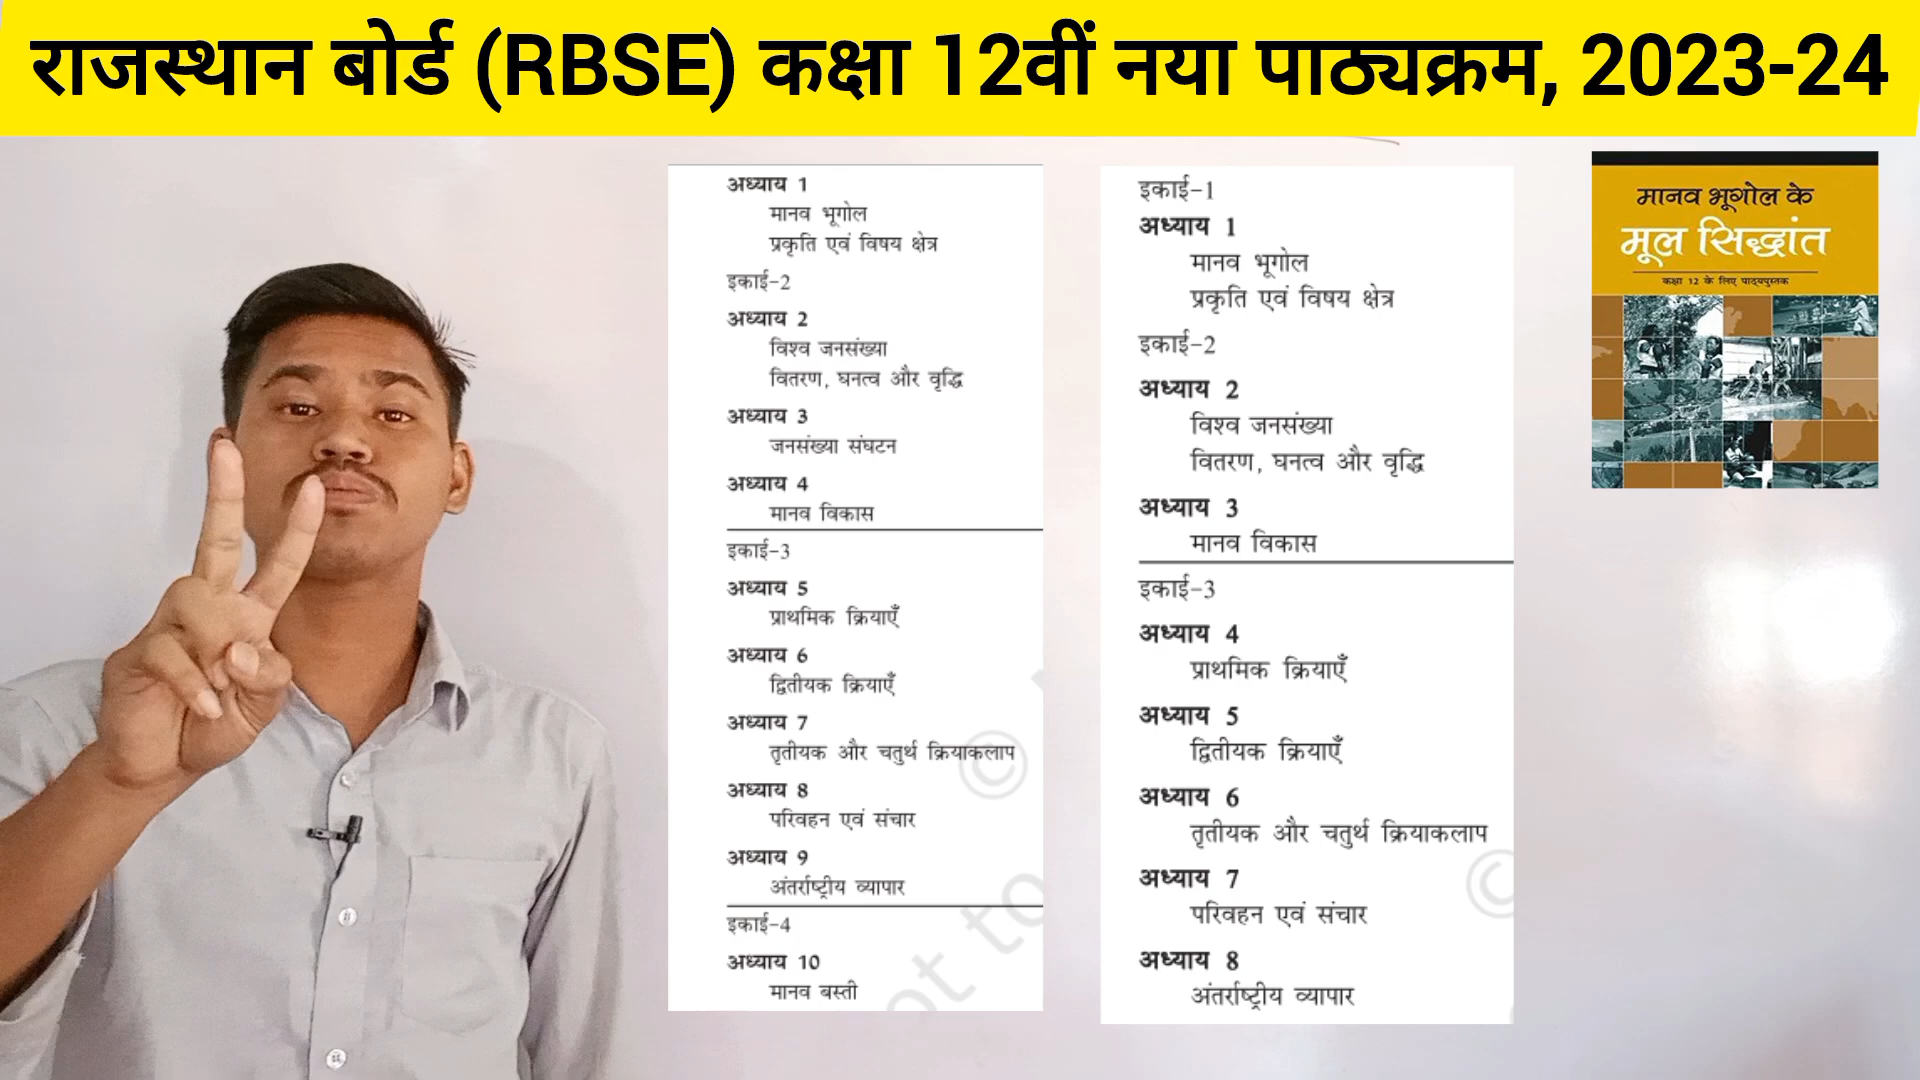 राजस्थान बोर्ड (RBSE) कक्षा 12वीं नया पाठ्यक्रम, 2023-24
अध्याय 1
मानव भूगोल
प्रकृति एवं विषय क्षेत्र
इकाई-2
अध्याय 2
विश्व जनसंख्या
वितरण, घनत्व और वृद्धि
अध्याय 3
जनसंख्या संघटन
अध्याय 4
मानव विकास
इकाई-3
अध्याय 5
प्राथमिक क्रियाएँ
अध्याय 6
द्वितीयक क्रियाएँ
अध्याय 7
तृतीयक और चतुर्थ क्रियाकलाप
अध्याय 8
परिवहन एवं संचार
अध्याय 9
अंतर्राष्ट्रीय व्यापार
इकाई-4
अध्याय 10
मानव बस्ती
©
not to
इकाई-1
अध्याय 1
मानव भूगोल
प्रकृति एवं विषय क्षेत्र
इकाई-2
अध्याय 2
विश्व जनसंख्या
वितरण, घनत्व और वृद्धि
अध्याय 3
मानव विकास
इकाई-3
अध्याय 4
प्राथमिक क्रियाएँ
अध्याय 5
द्वितीयक क्रियाएँ
अध्याय 6
तृतीयक और चतुर्थ क्रियाकलाप
अध्याय 7
परिवहन एवं संचार
अध्याय 8
अंतर्राष्ट्रीय व्यापार
©
मानव भूगोल के
मूल सिद्धांत
कक्षा 12 के लिए पाठ्यपुस्तक